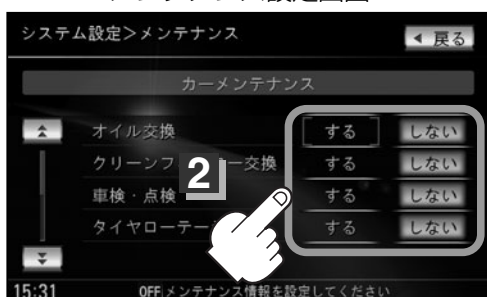 システム設定＞メンテナンス
◀ 戻る
カーメンテナンス
オイル交換 する しない
クリーンフ ー交換 する しない
車検・点検 する しない
タイヤローテー する しない
2
15:31 OFF メンテナンス情報を設定してください